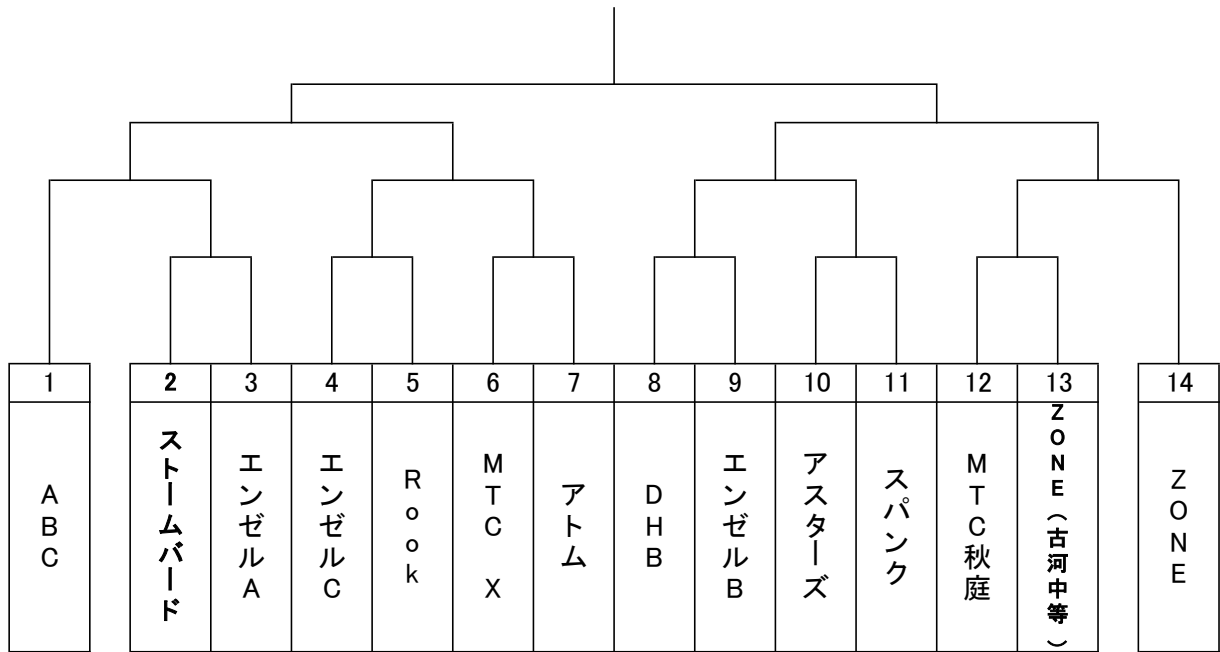 1
2
3
4
5
6
7
8
9
10
11
12
13
14
ABC
ストームバード
エンゼルA
エンゼルC
Rook
MTC X
アトム
DHB
エンゼルB
アスターズ
スパンク
MTC秋庭
ZONE(古河中等)
ZONE